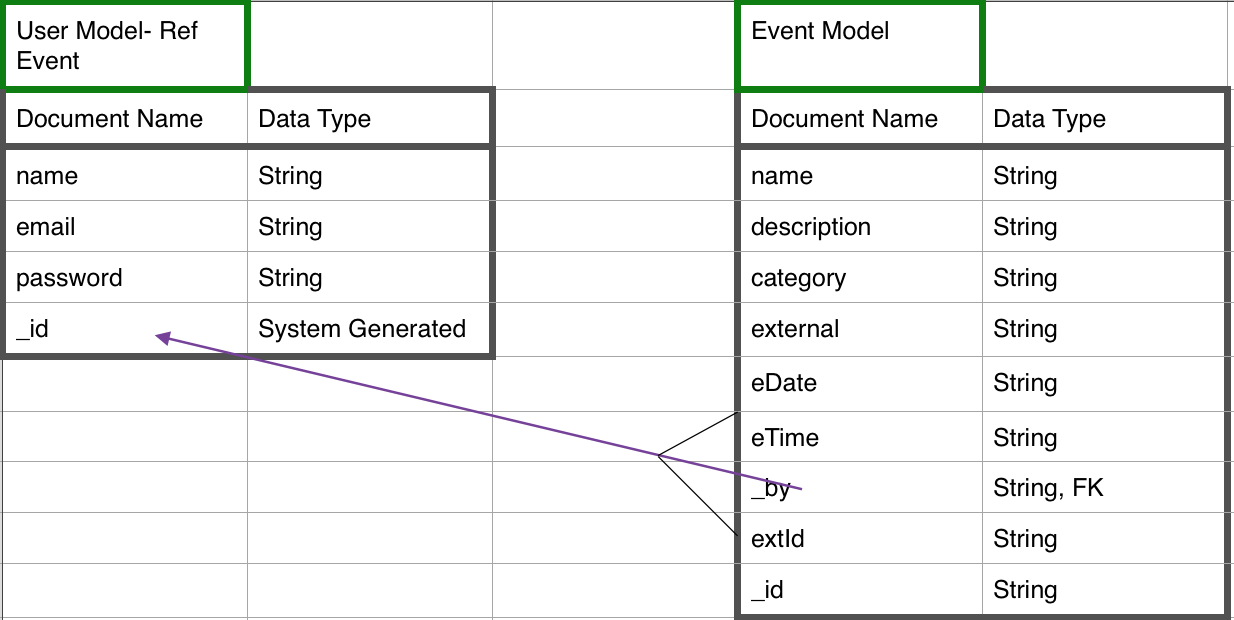 User Model- Ref
Event
Event Model
Document Name Data Type
Document Name Data Type
name String
name String
email String
description String
password String
category String
_id System Generated
external String
eDate String
eTime String
_by String, FK
extId String
_id String